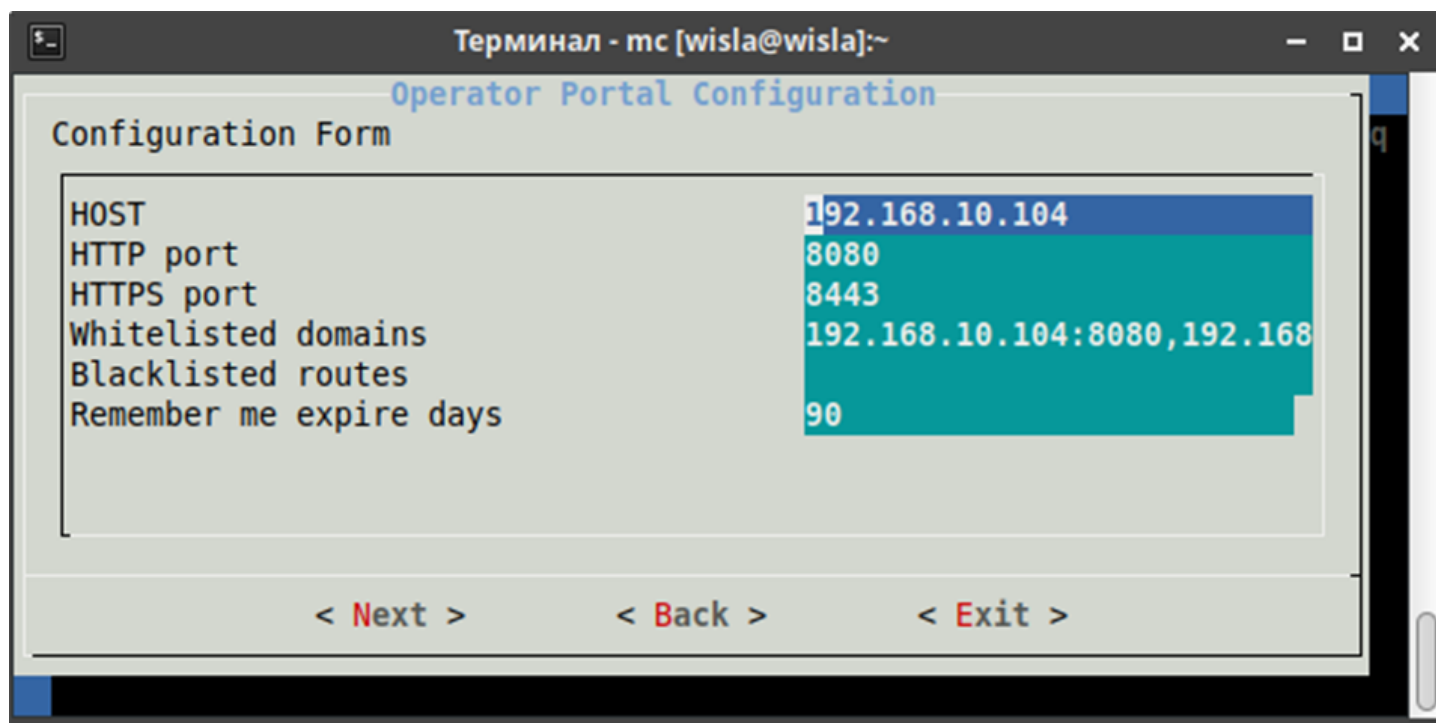 Терминал - mc [wisla@wisla]:~
Operator Portal Configuration
Configuration Form
q
HOST 192.168.10.104
HTTP port 8080
HTTPS port 8443
Whitelisted domains 192.168.10.104:8080,192.168
Blacklisted routes
Remember me expire days 90
< Next > < Back > < Exit >